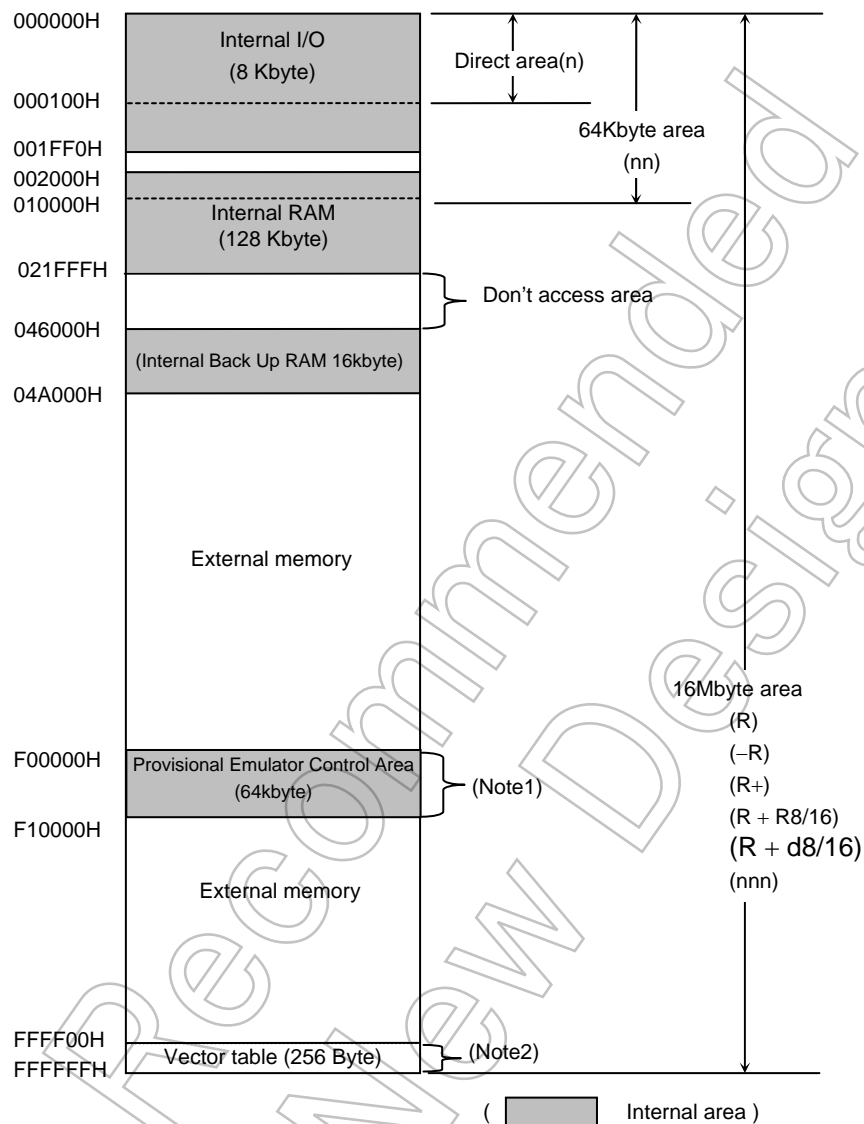 000000H
Internal I/O
(8 Kbyte)
Direct area(n)
000100H
64Kbyte area
(nn)
001FF0H
002000H
010000H
Internal RAM
(128 Kbyte)
021FFFH
Don't access area
046000H
(Internal Back Up RAM 16kbyte)
04A000H
External memory
16Mbyte area
(R)
(−R)
(R+)
(R + R8/16)
(R + d8/16)
(nnn)
F00000H
Provisional Emulator Control Area
(64kbyte)
(Note1)
F10000H
External memory
FFFF00H
Vector table (256 Byte)
(Note2)
FFFFFFH
( Internal area )
Recommended
New Design